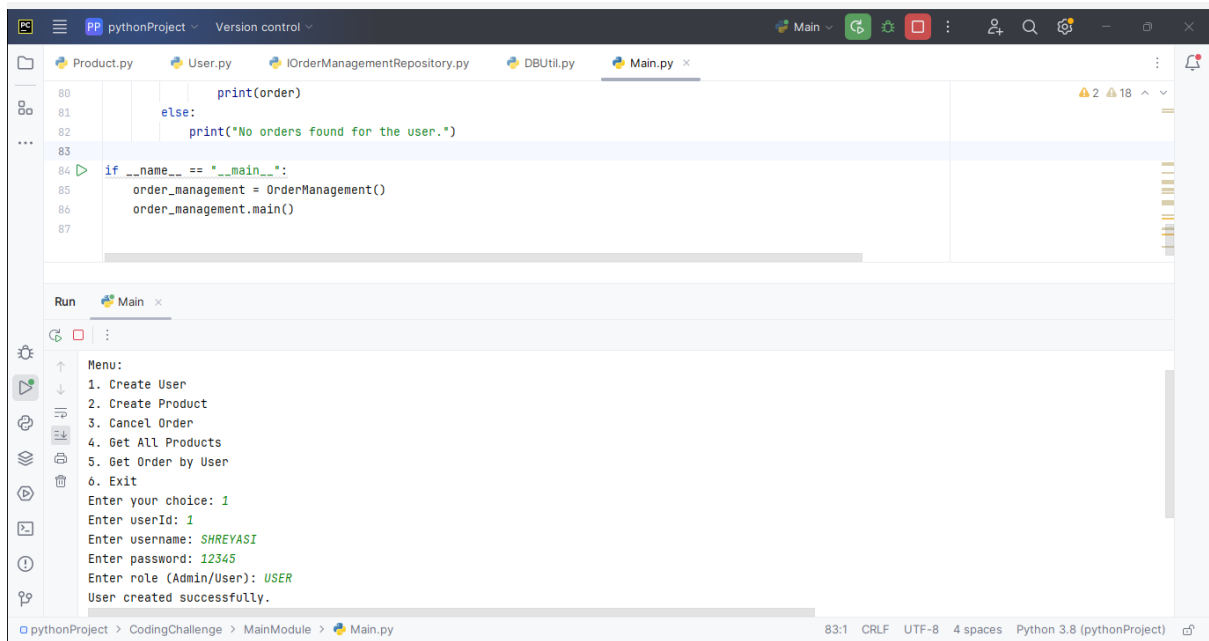 PC PP pythonProject Version control Main
Product.py User.py IOrderManagementRepository.py DBUtil.py Main.py
80 print(order) 2 18
81 else:
82 print("No orders found for the user.")
83
84 if __name__ == "__main__":
85 order_management = OrderManagement()
86 order_management.main()
87
Run Main
Menu:
1. Create User
2. Create Product
3. Cancel Order
4. Get All Products
5. Get Order by User
6. Exit
Enter your choice: 1
Enter userId: 1
Enter username: SHREYASI
Enter password: 12345
Enter role (Admin/User): USER
User created successfully.
pythonProject > CodingChallenge > MainModule > Main.py 83:1 CRLF UTF-8 4 spaces Python 3.8 (pythonProject)